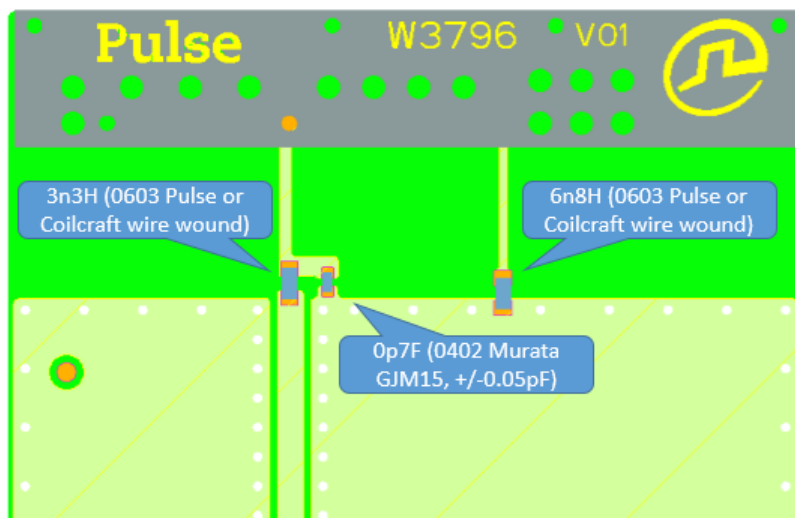 Pulse W3796 V01
3n3H (0603 Pulse or
Coilcraft wire wound)
6n8H (0603 Pulse or
Coilcraft wire wound)
0p7F (0402 Murata
GJM15, +/-0.05pF)